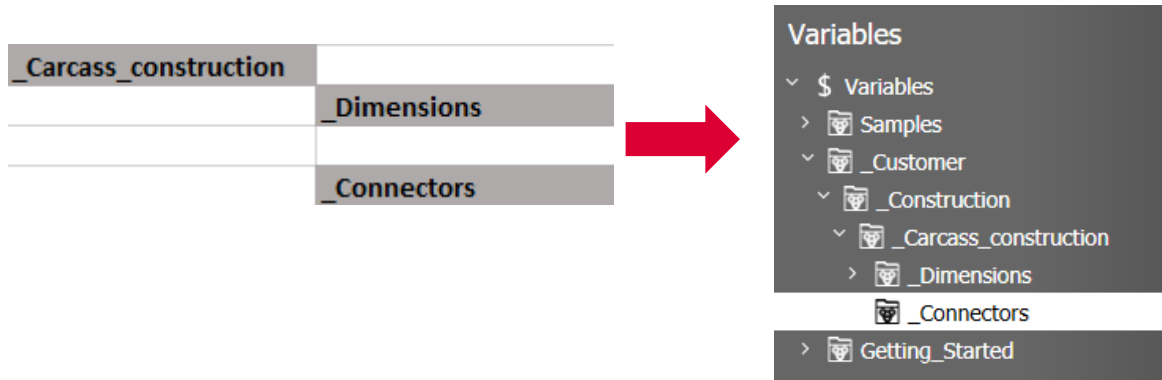 _Carcass_construction
_Dimensions
_Connectors
Variables
$ Variables
Samples
_Customer
_Construction
_Carcass_construction
_Dimensions
_Connectors
Getting_Started